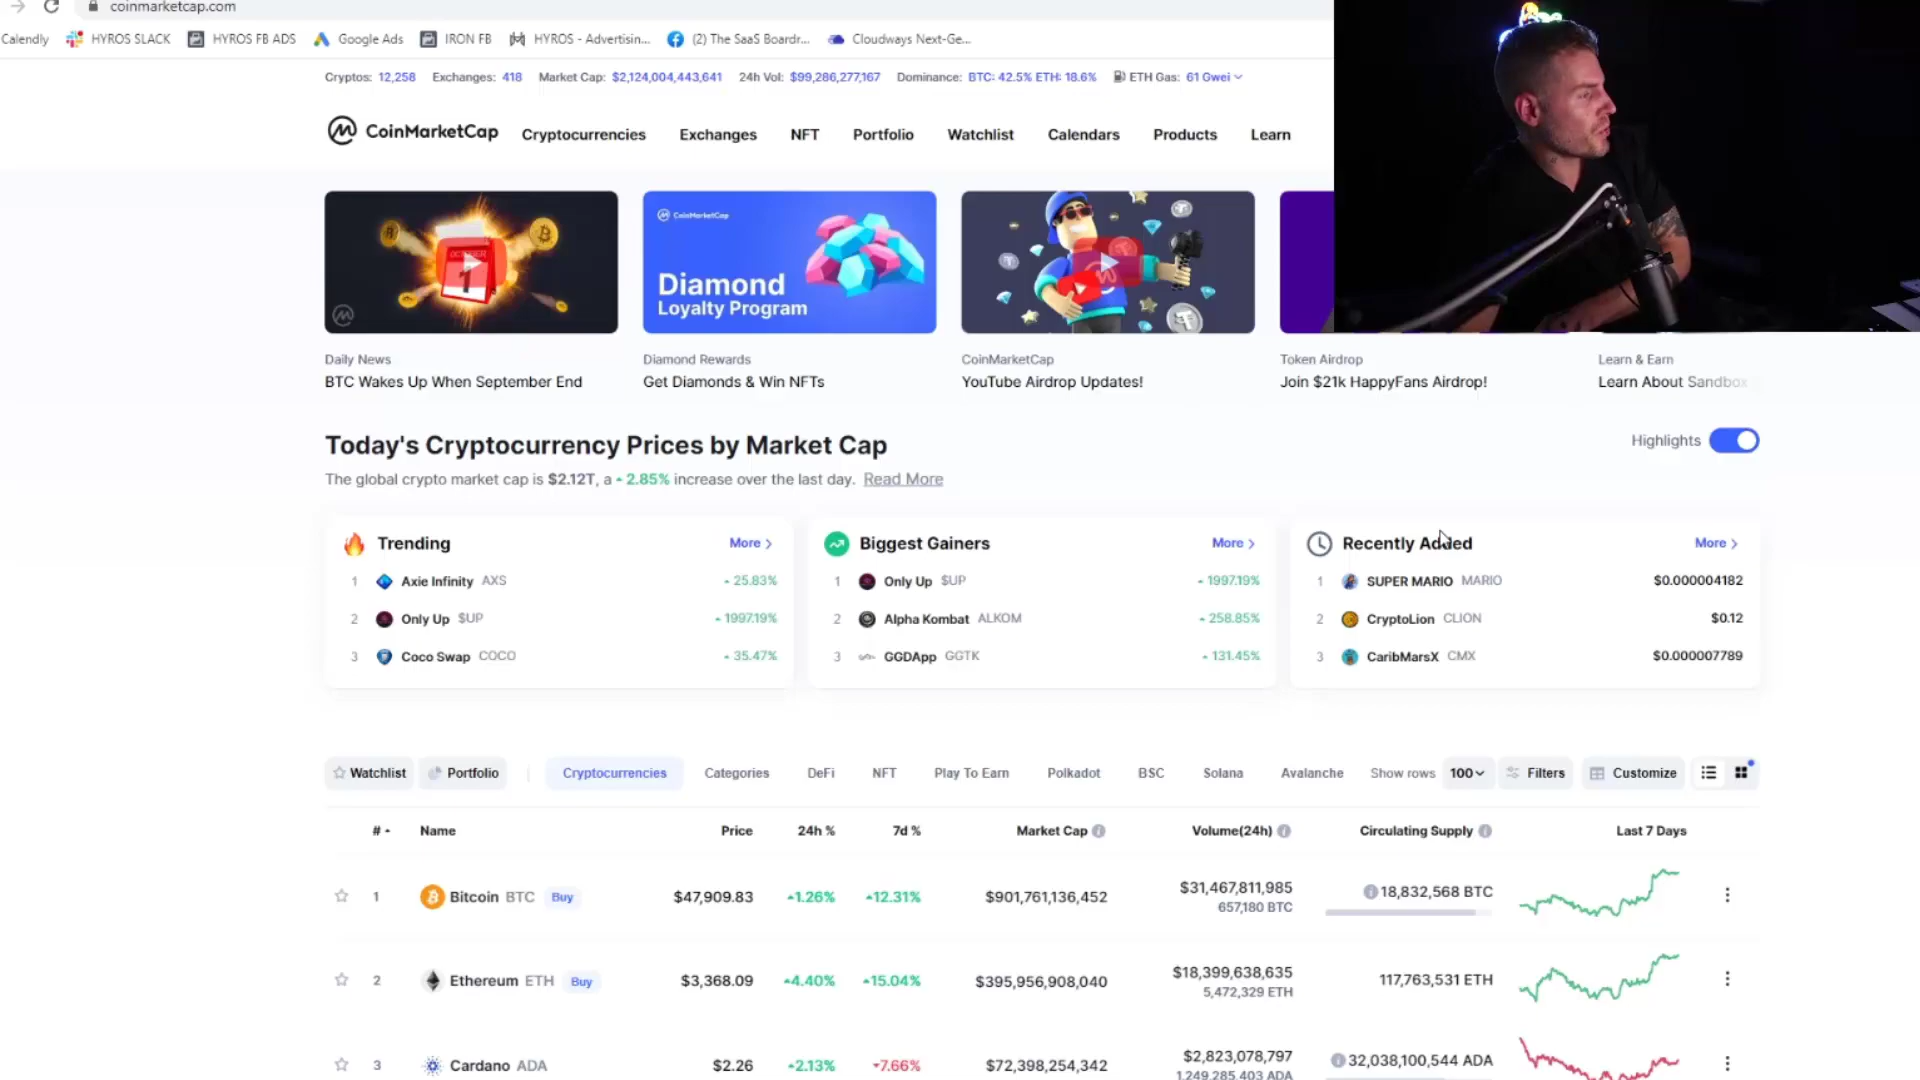 coinmarketcap.com
Calendly HYROS SLACK HYROS FB ADS Google Ads IRON FB HYROS - Advertisin... (2) The SaaS Boardr... Cloudways Next-Ge...
Cryptos: 12,258 Exchanges: 418 Market Cap: $2,124,004,443,641 24h Vol: $99,286,277,167 Dominance: BTC: 42.5% ETH: 18.6% ETH Gas: 61 Gwei
CoinMarketCap Cryptocurrencies Exchanges NFT Portfolio Watchlist Calendars Products Learn
OCTOBER
1
CoinMarketCap
Diamond
Loyalty Program
Daily News
BTC Wakes Up When September End
Diamond Rewards
Get Diamonds & Win NFTs
CoinMarketCap
YouTube Airdrop Updates!
Token Airdrop
Join $21k HappyFans Airdrop!
Learn & Earn
Learn About Sandbox
Today's Cryptocurrency Prices by Market Cap
Highlights
The global crypto market cap is $2.12T, a 2.85% increase over the last day. Read More
Trending More >
1 Axie Infinity AXS 25.83%
2 Only Up $UP 1997.19%
3 Coco Swap COCO 35.47%
Biggest Gainers More >
1 Only Up $UP 1997.19%
2 Alpha Kombat ALKOM 258.85%
3 GGDApp GGTK 131.45%
Recently Added More >
1 SUPER MARIO MARIO $0.000004182
2 CryptoLion CLION $0.12
3 CaribMarsX CMX $0.000007789
Watchlist Portfolio Cryptocurrencies Categories DeFi NFT Play To Earn Polkadot BSC Solana Avalanche Show rows 100 Filters Customize
# Name Price 24h % 7d % Market Cap Volume(24h) Circulating Supply Last 7 Days
1 Bitcoin BTC Buy $47,909.83 1.26% 12.31% $901,761,136,452 $31,467,811,985 18,832,568 BTC
657,180 BTC
2 Ethereum ETH Buy $3,368.09 4.40% 15.04% $395,956,908,040 $18,399,638,635 117,763,531 ETH
5,472,329 ETH
3 Cardano ADA $2.26 2.13% 7.66% $72,398,254,342 $2,823,078,797 32,038,100,544 ADA
1,249,285,403 ADA